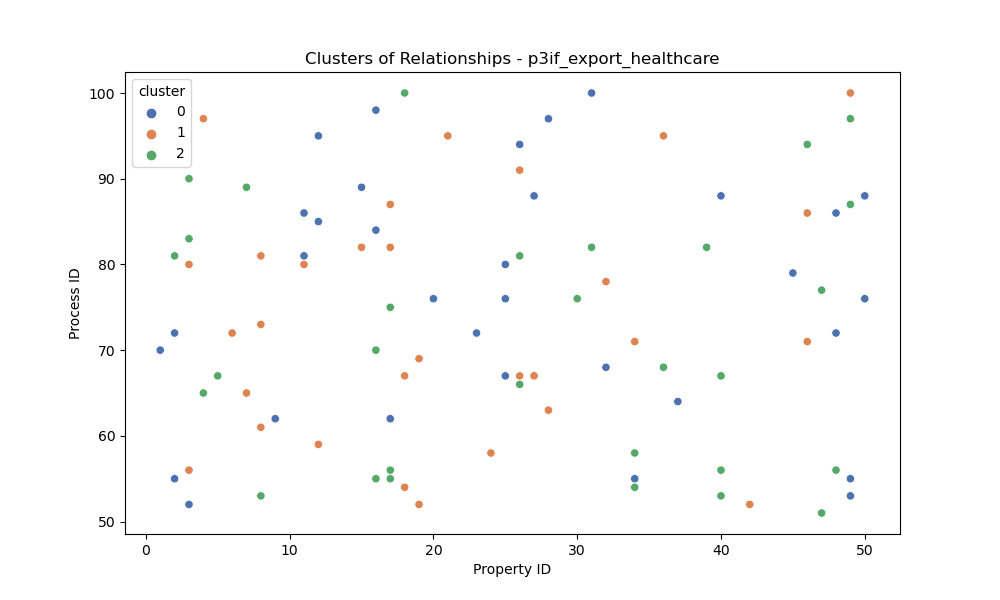 Clusters of Relationships - p3if_export_healthcare
cluster
0
1
2
100
90
80
70
60
50
Process ID
0 10 20 30 40 50
Property ID